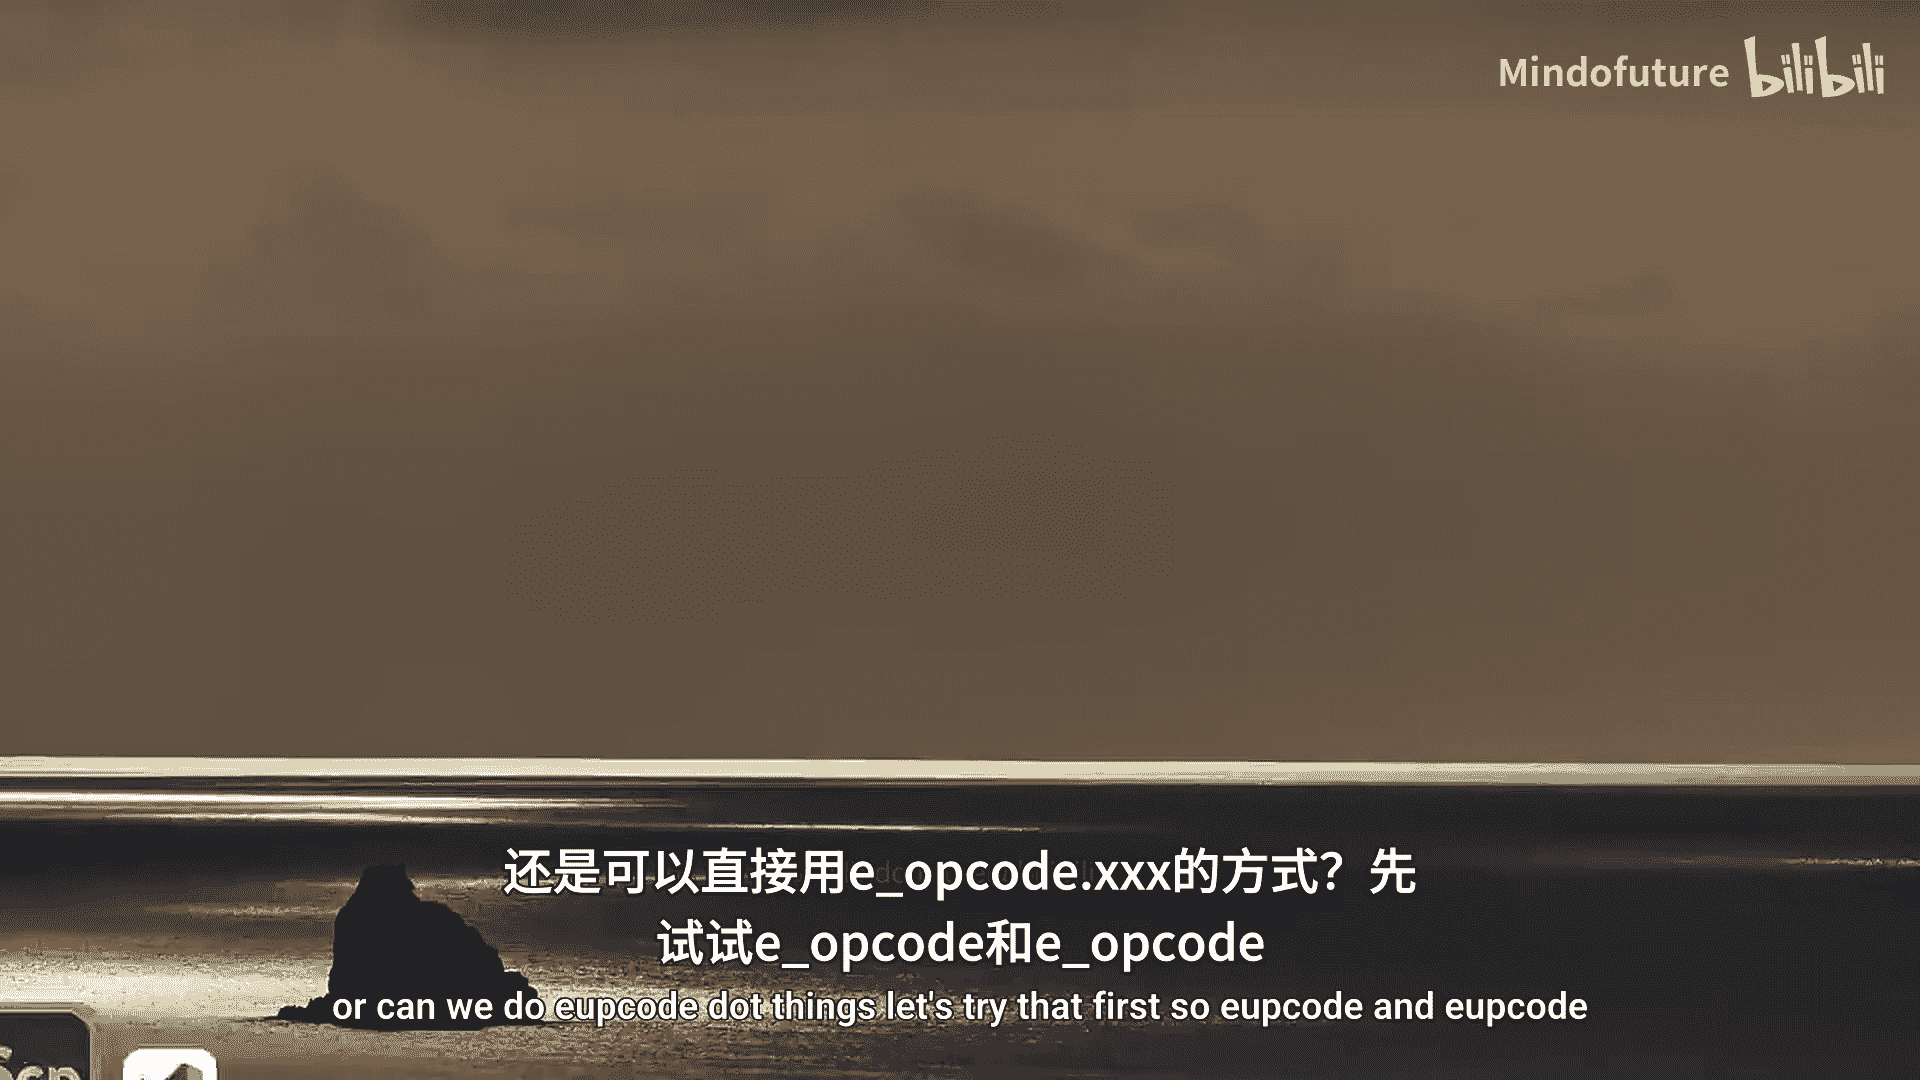 Mindofuture bilibili
还是可以直接用e_opcode.xxx的方式？先
试试e_opcode和e_opcode
or can we do eupcode dot things let's try that first so eupcode and eupcode